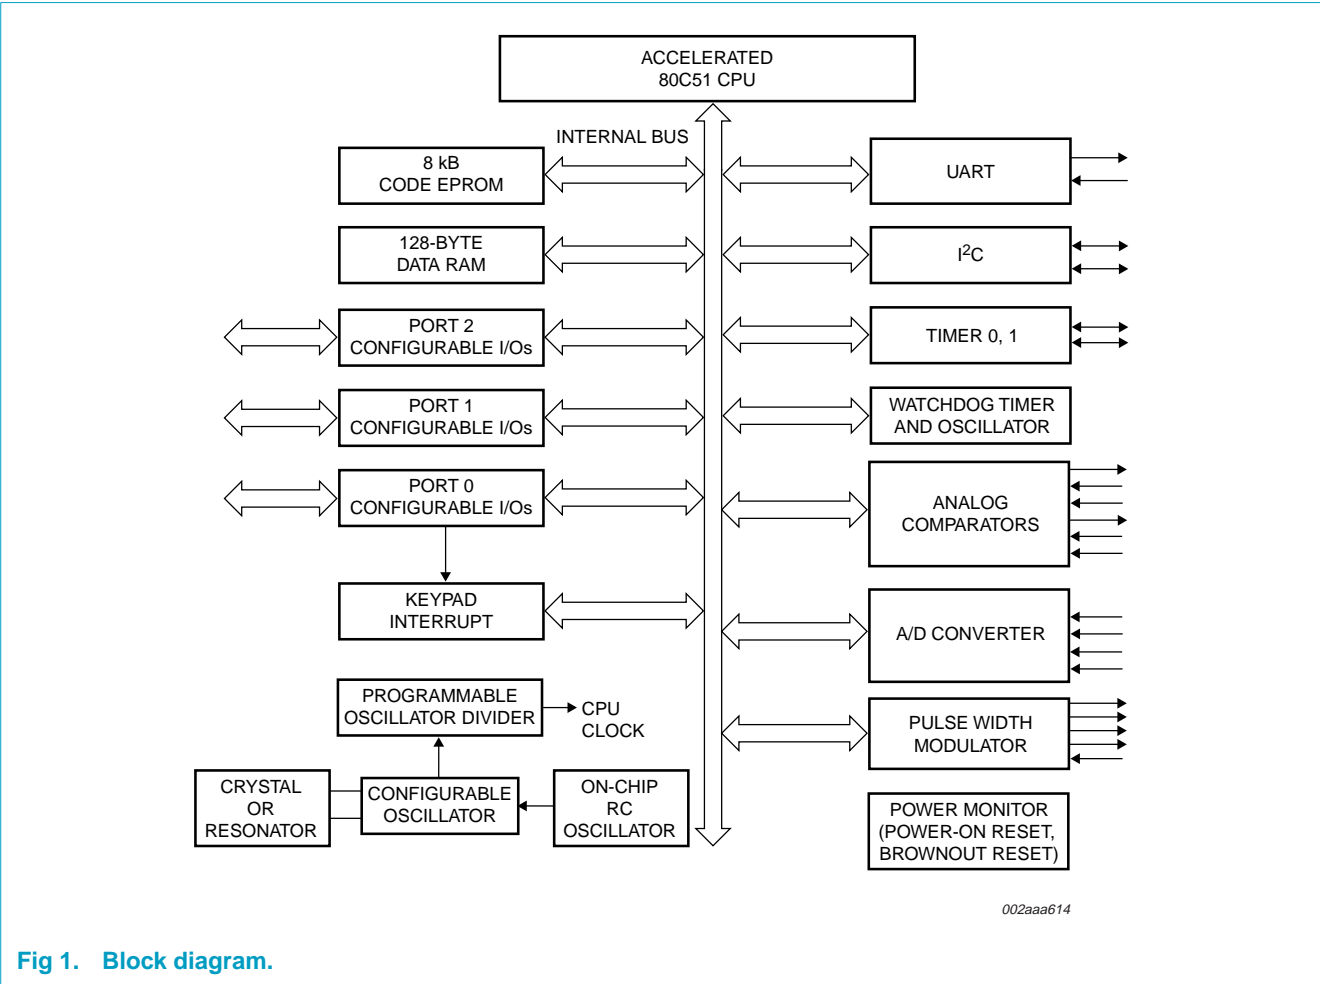 ACCELERATED
80C51 CPU
INTERNAL BUS
8 kB
CODE EPROM
UART
128-BYTE
DATA RAM
I²C
PORT 2
CONFIGURABLE I/Os
TIMER 0, 1
PORT 1
CONFIGURABLE I/Os
WATCHDOG TIMER
AND OSCILLATOR
PORT 0
CONFIGURABLE I/Os
ANALOG
COMPARATORS
KEYPAD
INTERRUPT
A/D CONVERTER
PROGRAMMABLE
OSCILLATOR DIVIDER
CPU
CLOCK
PULSE WIDTH
MODULATOR
CRYSTAL
OR
RESONATOR
CONFIGURABLE
OSCILLATOR
ON-CHIP
RC
OSCILLATOR
POWER MONITOR
(POWER-ON RESET,
BROWNOUT RESET)
002aaa614
Fig 1. Block diagram.